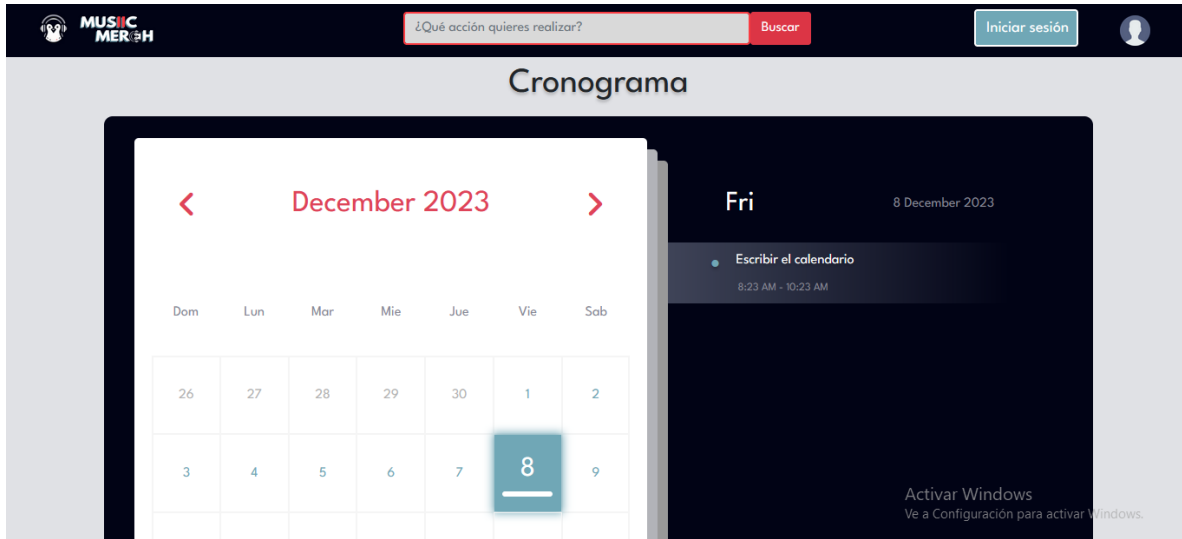 MUSIIC
MERCH
¿Qué acción quieres realizar?
Buscar
Iniciar sesión
Cronograma
December 2023
Fri
8 December 2023
Escribir el calendario
8:23 AM - 10:23 AM
Dom Lun Mar Mie Jue Vie Sab
26 27 28 29 30 1 2
3 4 5 6 7 8 9
Activar Windows
Ve a Configuración para activar Windows.